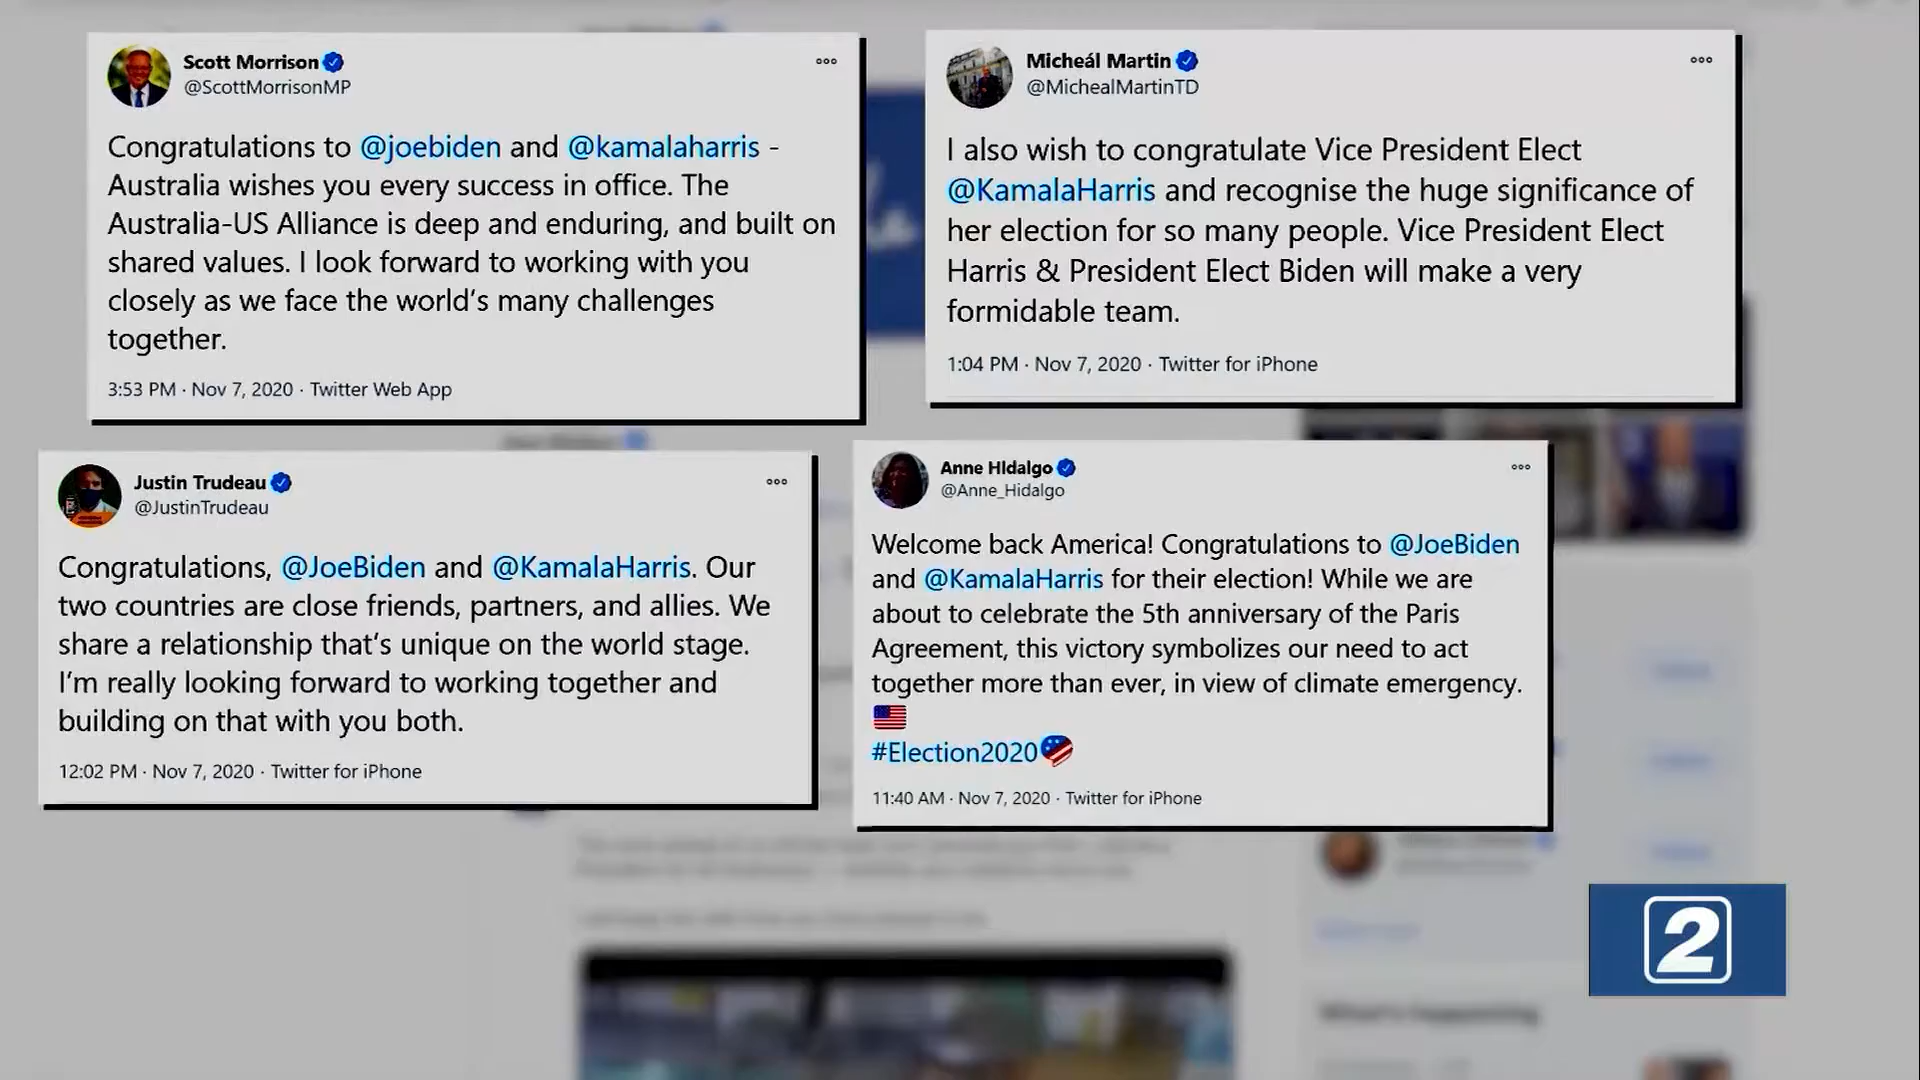 Scott Morrison
@ScottMorrisonMP
Congratulations to @joebiden and @kamalaharris -
Australia wishes you every success in office. The
Australia-US Alliance is deep and enduring, and built on
shared values. I look forward to working with you
closely as we face the world's many challenges
together.
3:53 PM · Nov 7, 2020 · Twitter Web App
Micheál Martin
@MichealMartinTD
I also wish to congratulate Vice President Elect
@KamalaHarris and recognise the huge significance of
her election for so many people. Vice President Elect
Harris & President Elect Biden will make a very
formidable team.
1:04 PM · Nov 7, 2020 · Twitter for iPhone
Justin Trudeau
@JustinTrudeau
Congratulations, @JoeBiden and @KamalaHarris. Our
two countries are close friends, partners, and allies. We
share a relationship that's unique on the world stage.
I'm really looking forward to working together and
building on that with you both.
12:02 PM · Nov 7, 2020 · Twitter for iPhone
Anne HIdalgo
@Anne_Hidalgo
Welcome back America! Congratulations to @JoeBiden
and @KamalaHarris for their election! While we are
about to celebrate the 5th anniversary of the Paris
Agreement, this victory symbolizes our need to act
together more than ever, in view of climate emergency.
#Election2020
11:40 AM · Nov 7, 2020 · Twitter for iPhone
2
What's happening